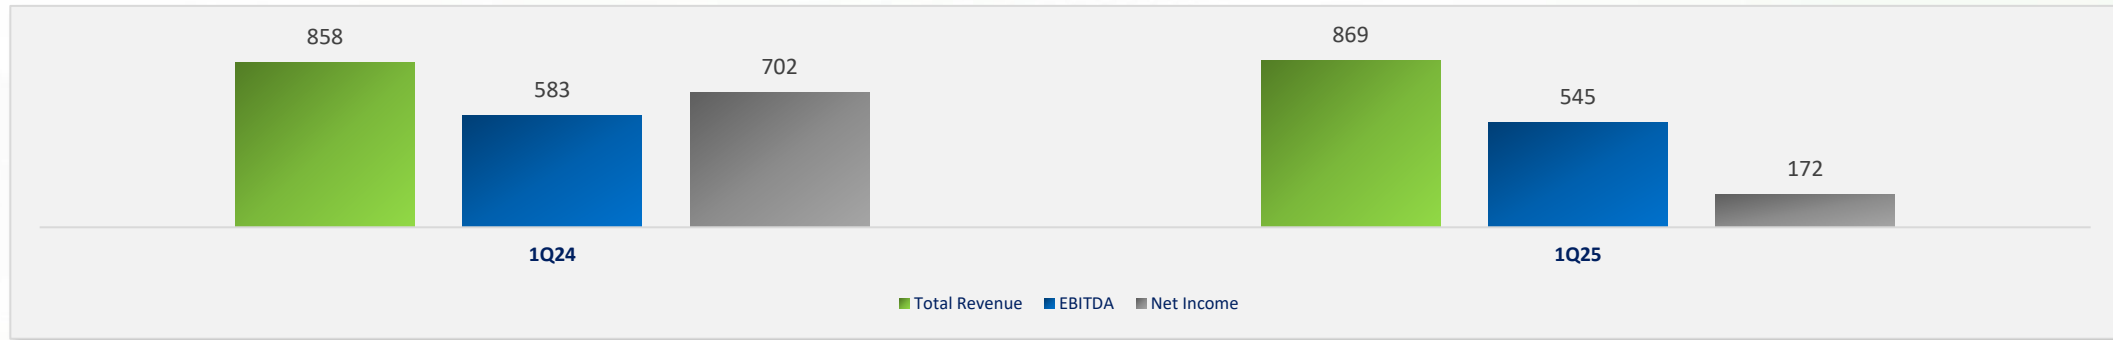 858
583
702
869
545
172
1Q24
1Q25
Total Revenue
EBITDA
Net Income